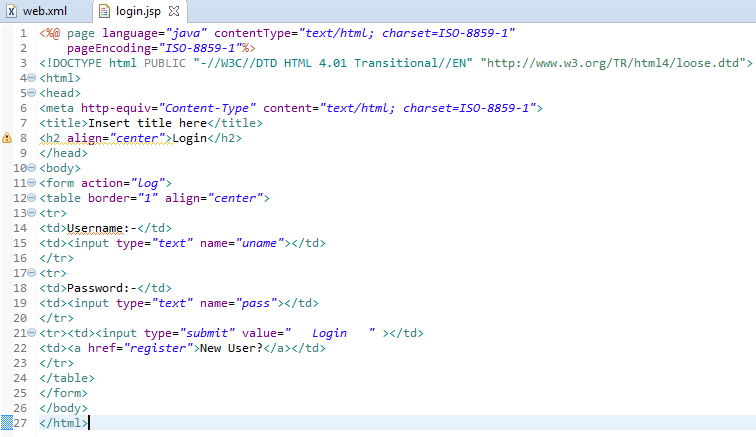 web.xml login.jsp
1 <%@ page language="java" contentType="text/html; charset=ISO-8859-1"
2 pageEncoding="ISO-8859-1"%>
3 <!DOCTYPE html PUBLIC "-//W3C//DTD HTML 4.01 Transitional//EN" "http://www.w3.org/TR/html4/loose.dtd">
4 <html>
5 <head>
6 <meta http-equiv="Content-Type" content="text/html; charset=ISO-8859-1">
7 <title>Insert title here</title>
8 <h2 align="center">Login</h2>
9 </head>
10 <body>
11 <form action="log">
12 <table border="1" align="center">
13 <tr>
14 <td>Username:-</td>
15 <td><input type="text" name="uname"></td>
16 </tr>
17 <tr>
18 <td>Password:-</td>
19 <td><input type="text" name="pass"></td>
20 </tr>
21 <tr><td><input type="submit" value="   Login   " ></td>
22 <td><a href="register">New User?</a></td>
23 </tr>
24 </table>
25 </form>
26 </body>
27 </html>